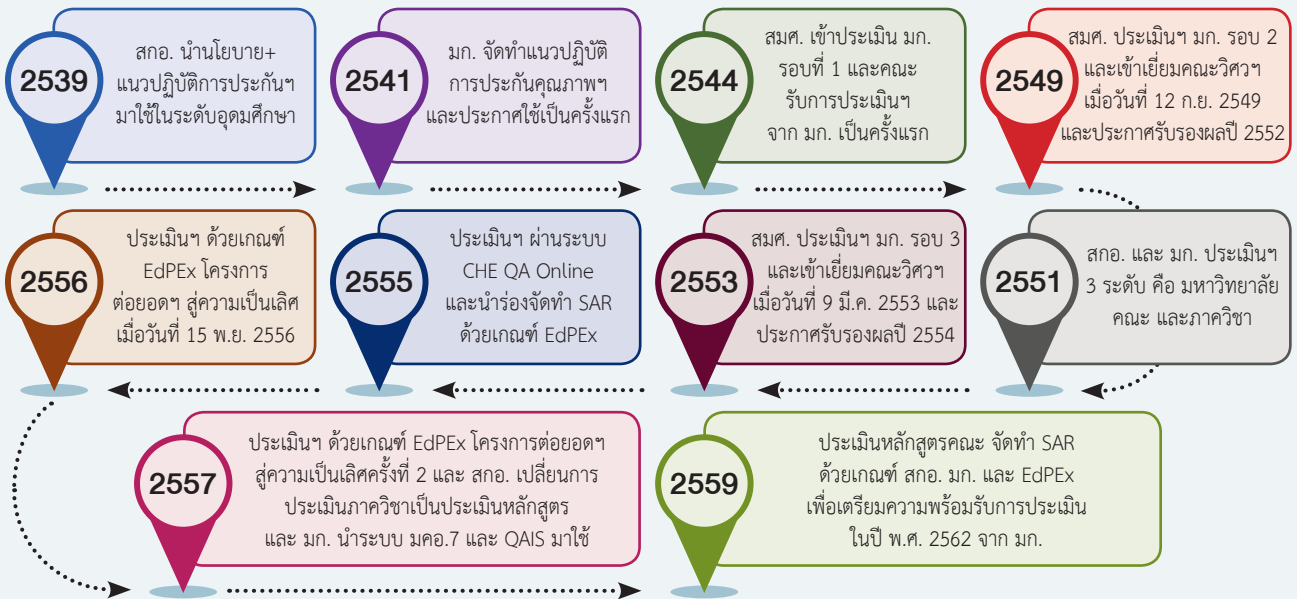 2539
สกอ. นำนโยบาย+
แนวปฏิบัติการประกันฯ
มาใช้ในระดับอุดมศึกษา
2541
มก. จัดทำแนวปฏิบัติ
การประกันคุณภาพฯ
และประกาศใช้เป็นครั้งแรก
2544
สมศ. เข้าประเมิน มก.
รอบที่ 1 และคณะ
รับการประเมินฯ
จาก มก. เป็นครั้งแรก
2549
สมศ. ประเมินฯ มก. รอบ 2
และเข้าเยี่ยมคณะวิศวฯ
เมื่อวันที่ 12 ก.ย. 2549
และประกาศรับรองผลปี 2552
2551
สกอ. และ มก. ประเมินฯ
3 ระดับ คือ มหาวิทยาลัย
คณะ และภาควิชา
2553
สมศ. ประเมินฯ มก. รอบ 3
และเข้าเยี่ยมคณะวิศวฯ
เมื่อวันที่ 9 มี.ค. 2553 และ
ประกาศรับรองผลปี 2554
2555
ประเมินฯ ผ่านระบบ
CHE QA Online
และนำร่องจัดทำ SAR
ด้วยเกณฑ์ EdPEx
2556
ประเมินฯ ด้วยเกณฑ์
EdPEx โครงการ
ต่อยอดฯ สู่ความเป็นเลิศ
เมื่อวันที่ 15 พ.ย. 2556
2557
ประเมินฯ ด้วยเกณฑ์ EdPEx โครงการต่อยอดฯ
สู่ความเป็นเลิศครั้งที่ 2 และ สกอ. เปลี่ยนการ
ประเมินภาควิชาเป็นประเมินหลักสูตร
และ มก. นำระบบ มคอ.7 และ QAIS มาใช้
2559
ประเมินหลักสูตรคณะ จัดทำ SAR
ด้วยเกณฑ์ สกอ. มก. และ EdPEx
เพื่อเตรียมความพร้อมรับการประเมิน
ในปี พ.ศ. 2562 จาก มก.